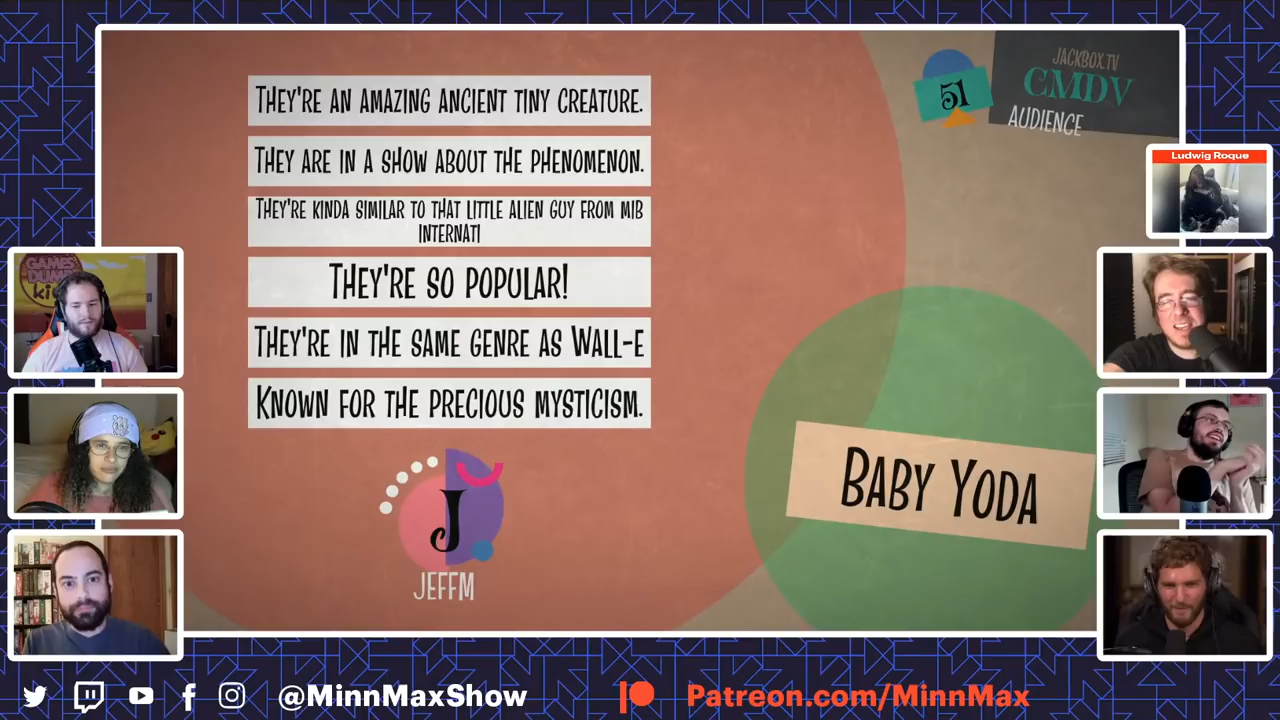 They're an amazing ancient tiny creature.
They are in a show about the phenomenon.
They're kinda similar to that little alien guy from MIB
Internati
They're so popular!
They're in the same genre as Wall-E
Known for the precious mysticism.
J
JEFFM
Baby Yoda
51
JACKBOX.TV
CMDV
AUDIENCE
Ludwig Roque
GAMES
DUMB
@MinnMaxShow
Patreon.com/MinnMax